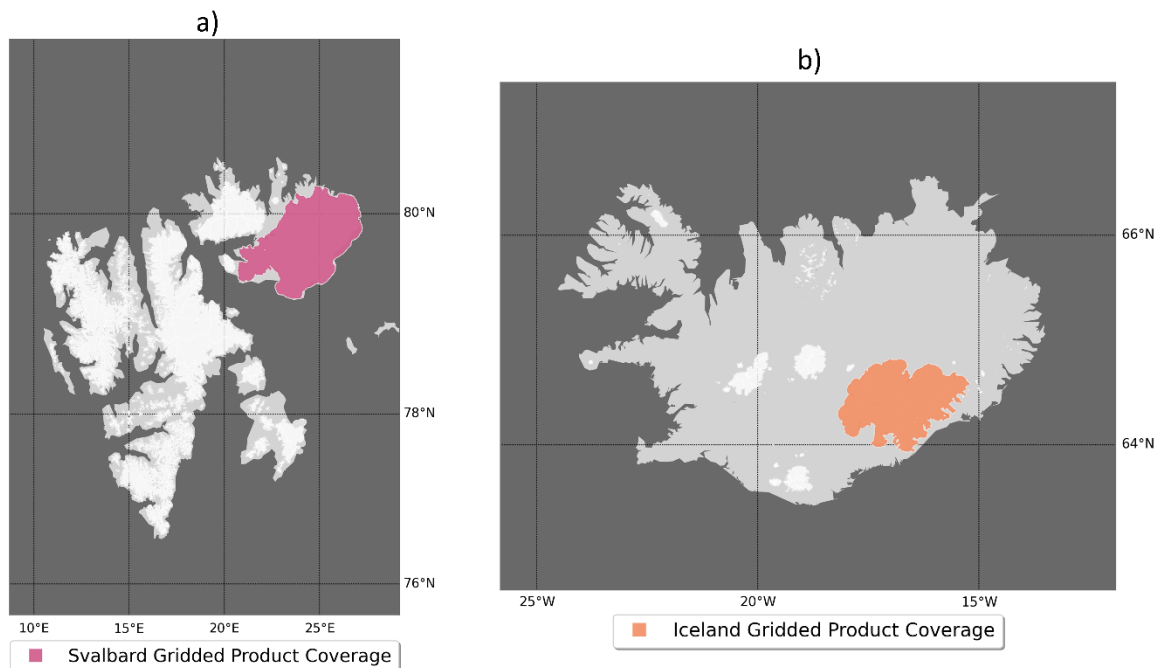 a)
80°N
78°N
76°N
10°E 15°E 20°E 25°E
Svalbard Gridded Product Coverage
b)
66°N
64°N
25°W 20°W 15°W
Iceland Gridded Product Coverage